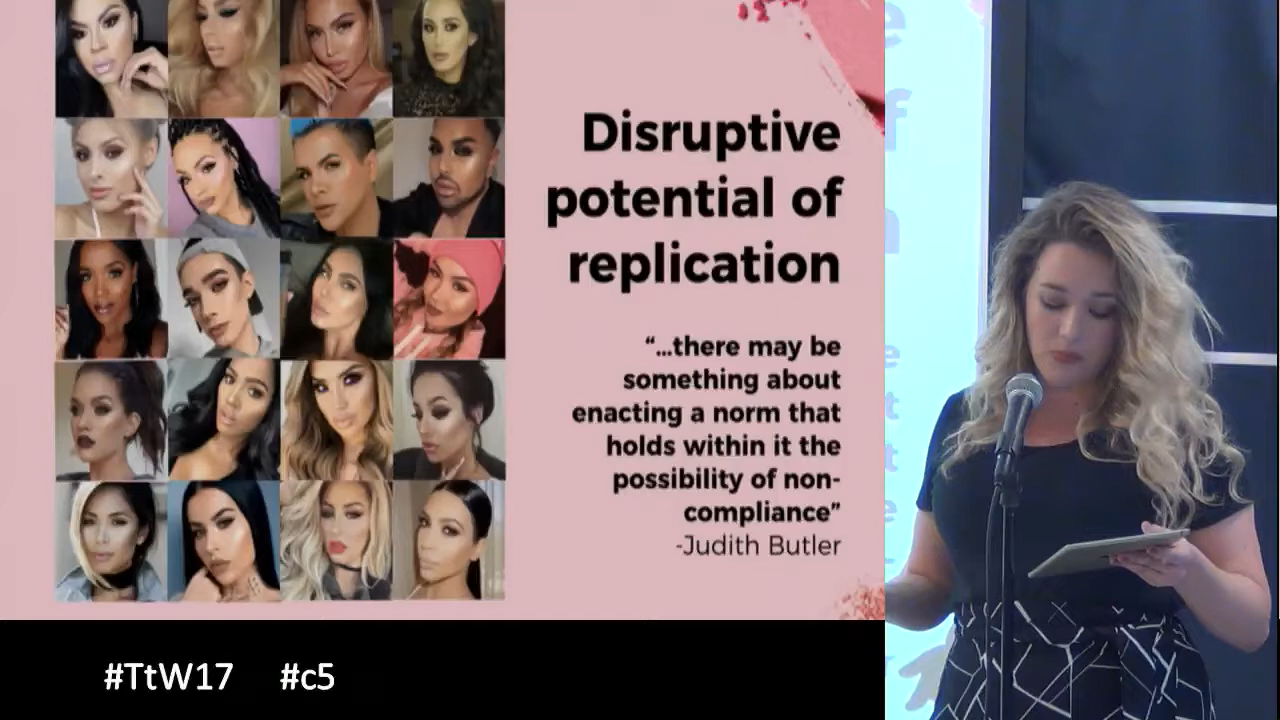 Disruptive
potential of
replication
“...there may be
something about
enacting a norm that
holds within it the
possibility of non-
compliance”
-Judith Butler
#TtW17 #c5